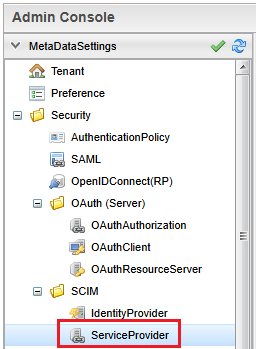 Admin Console
MetaDataSettings
Tenant
Preference
Security
AuthenticationPolicy
SAML
OpenIDConnect(RP)
OAuth (Server)
OAuthAuthorization
OAuthClient
OAuthResourceServer
SCIM
IdentityProvider
ServiceProvider